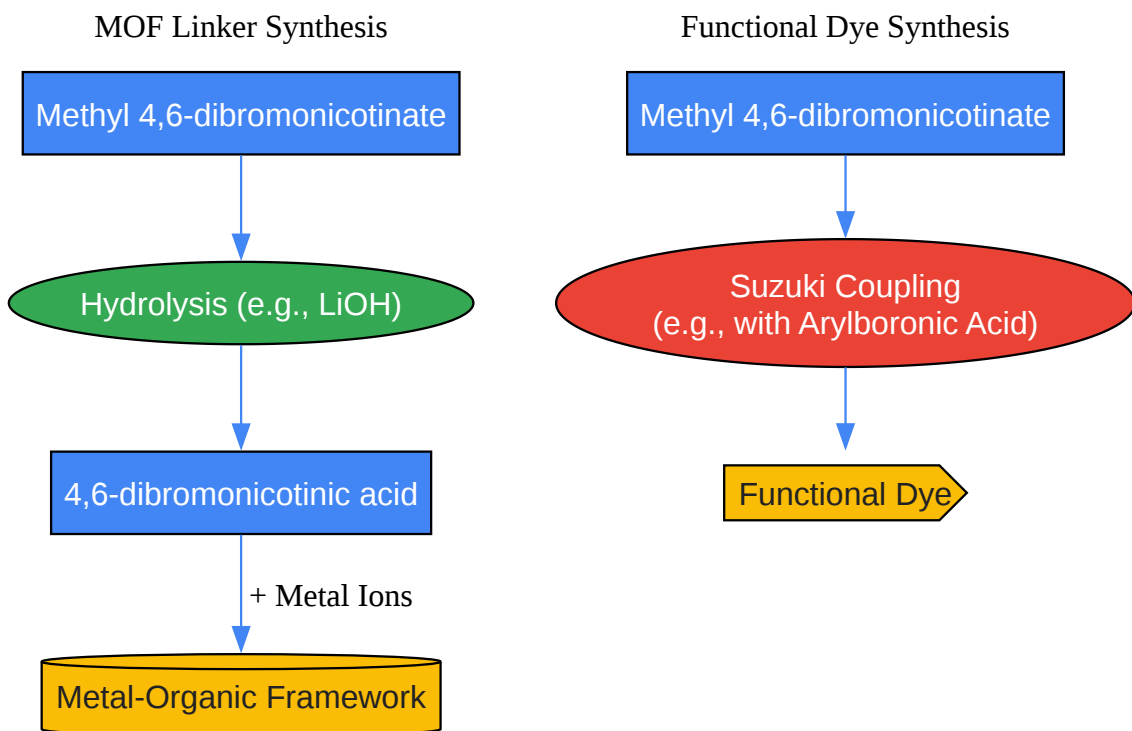 MOF Linker Synthesis
Methyl 4,6-dibromonicotinate
Hydrolysis (e.g., LiOH)
4,6-dibromonicotinic acid
+ Metal Ions
Metal-Organic Framework
Functional Dye Synthesis
Methyl 4,6-dibromonicotinate
Suzuki Coupling
(e.g., with Arylboronic Acid)
Functional Dye